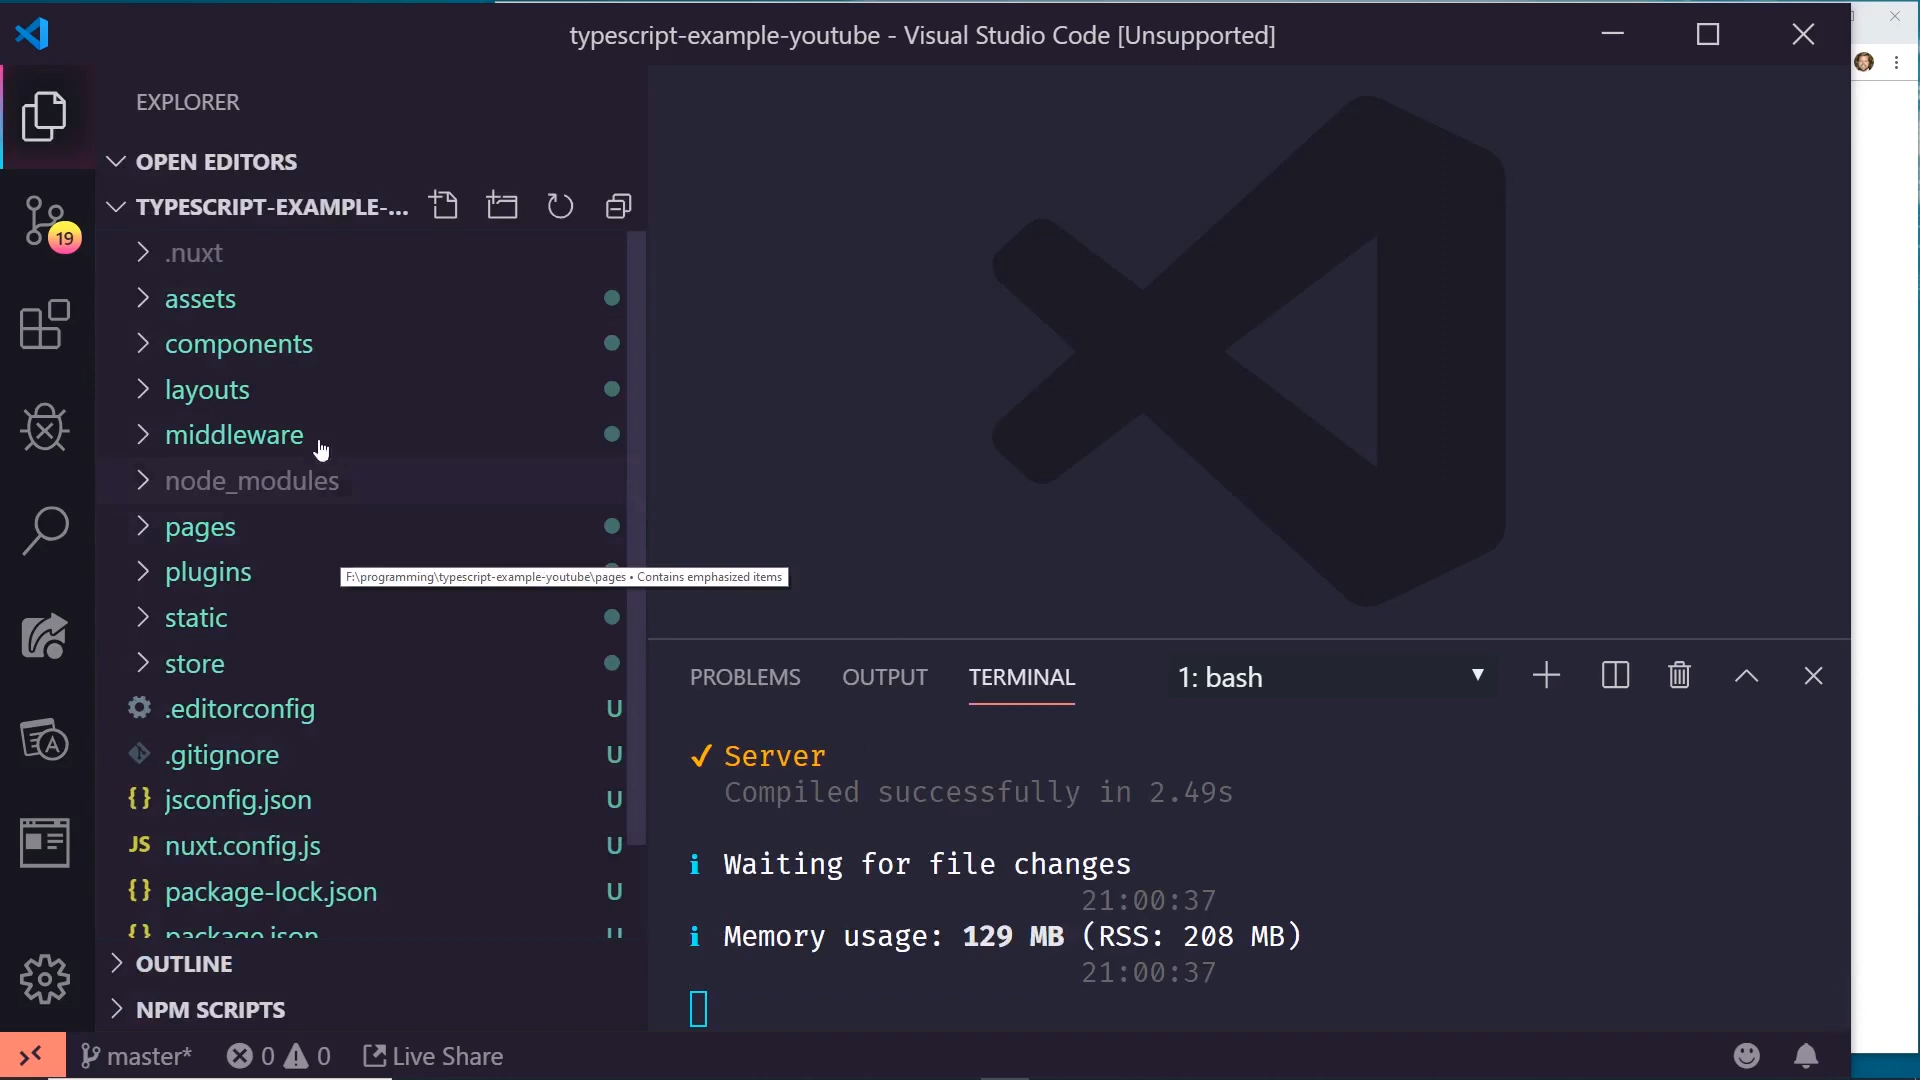 typescript-example-youtube - Visual Studio Code [Unsupported]
EXPLORER
OPEN EDITORS
TYPESCRIPT-EXAMPLE-...
19
.nuxt
assets
components
layouts
middleware
node_modules
pages
plugins
F:\programming\typescript-example-youtube\pages • Contains emphasized items
static
store
.editorconfig U
.gitignore U
{} jsconfig.json U
JS nuxt.config.js U
{} package-lock.json U
{} package.json U
OUTLINE
NPM SCRIPTS
PROBLEMS OUTPUT TERMINAL 1: bash
✓ Server
Compiled successfully in 2.49s
i Waiting for file changes
21:00:37
i Memory usage: 129 MB (RSS: 208 MB)
21:00:37
master* 0 0 Live Share